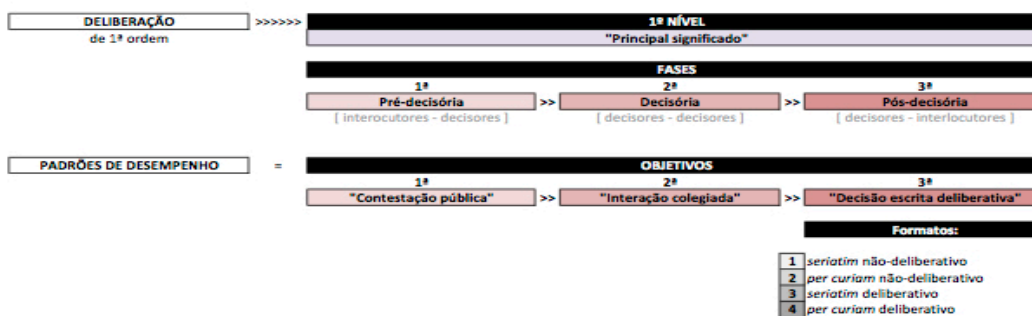 DELIBERAÇÃO >>>>>> 1º NÍVEL
de 1ª ordem "Principal significado"
FASES
1ª 2ª 3ª
Pré-decisória >> Decisória >> Pós-decisória
[ interocutores - decisores ] [ decisores - decisores ] [ decisores - interlocutores ]
PADRÕES DE DESEMPENHO = OBJETIVOS
1ª 2ª 3ª
"Contestação pública" >> "Interação colegiada" >> "Decisão escrita deliberativa"
Formatos:
1 seriatim não-deliberativo
2 per curiam não-deliberativo
3 seriatim deliberativo
4 per curiam deliberativo